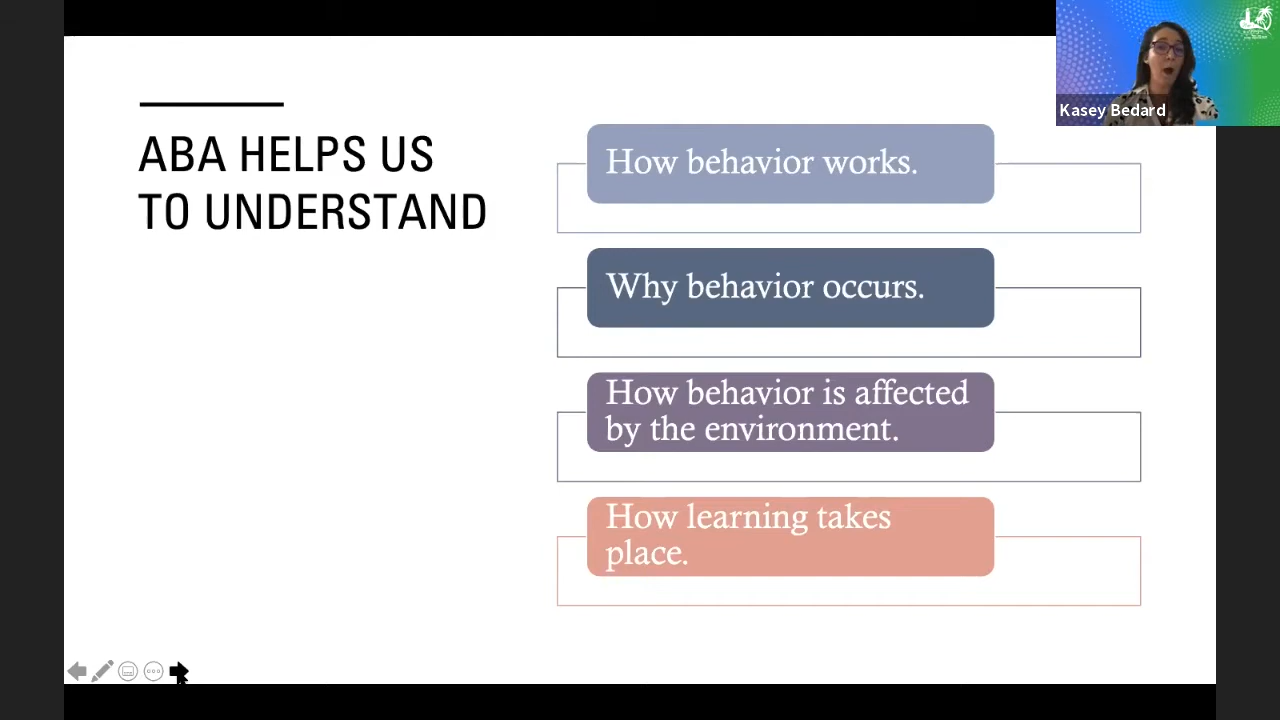 ABA HELPS US
TO UNDERSTAND
How behavior works.
Why behavior occurs.
How behavior is affected
by the environment.
How learning takes
place.
Kasey Bedard